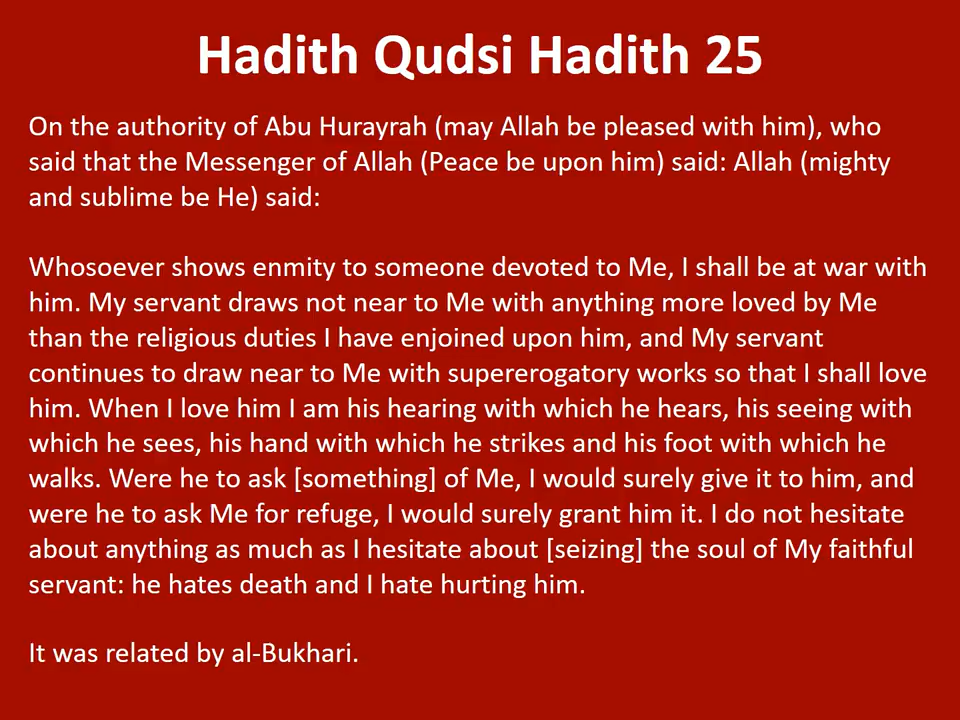 Hadith Qudsi Hadith 25
On the authority of Abu Hurayrah (may Allah be pleased with him), who
said that the Messenger of Allah (Peace be upon him) said: Allah (mighty
and sublime be He) said:
Whosoever shows enmity to someone devoted to Me, I shall be at war with
him. My servant draws not near to Me with anything more loved by Me
than the religious duties I have enjoined upon him, and My servant
continues to draw near to Me with supererogatory works so that I shall love
him. When I love him I am his hearing with which he hears, his seeing with
which he sees, his hand with which he strikes and his foot with which he
walks. Were he to ask [something] of Me, I would surely give it to him, and
were he to ask Me for refuge, I would surely grant him it. I do not hesitate
about anything as much as I hesitate about [seizing] the soul of My faithful
servant: he hates death and I hate hurting him.
It was related by al-Bukhari.